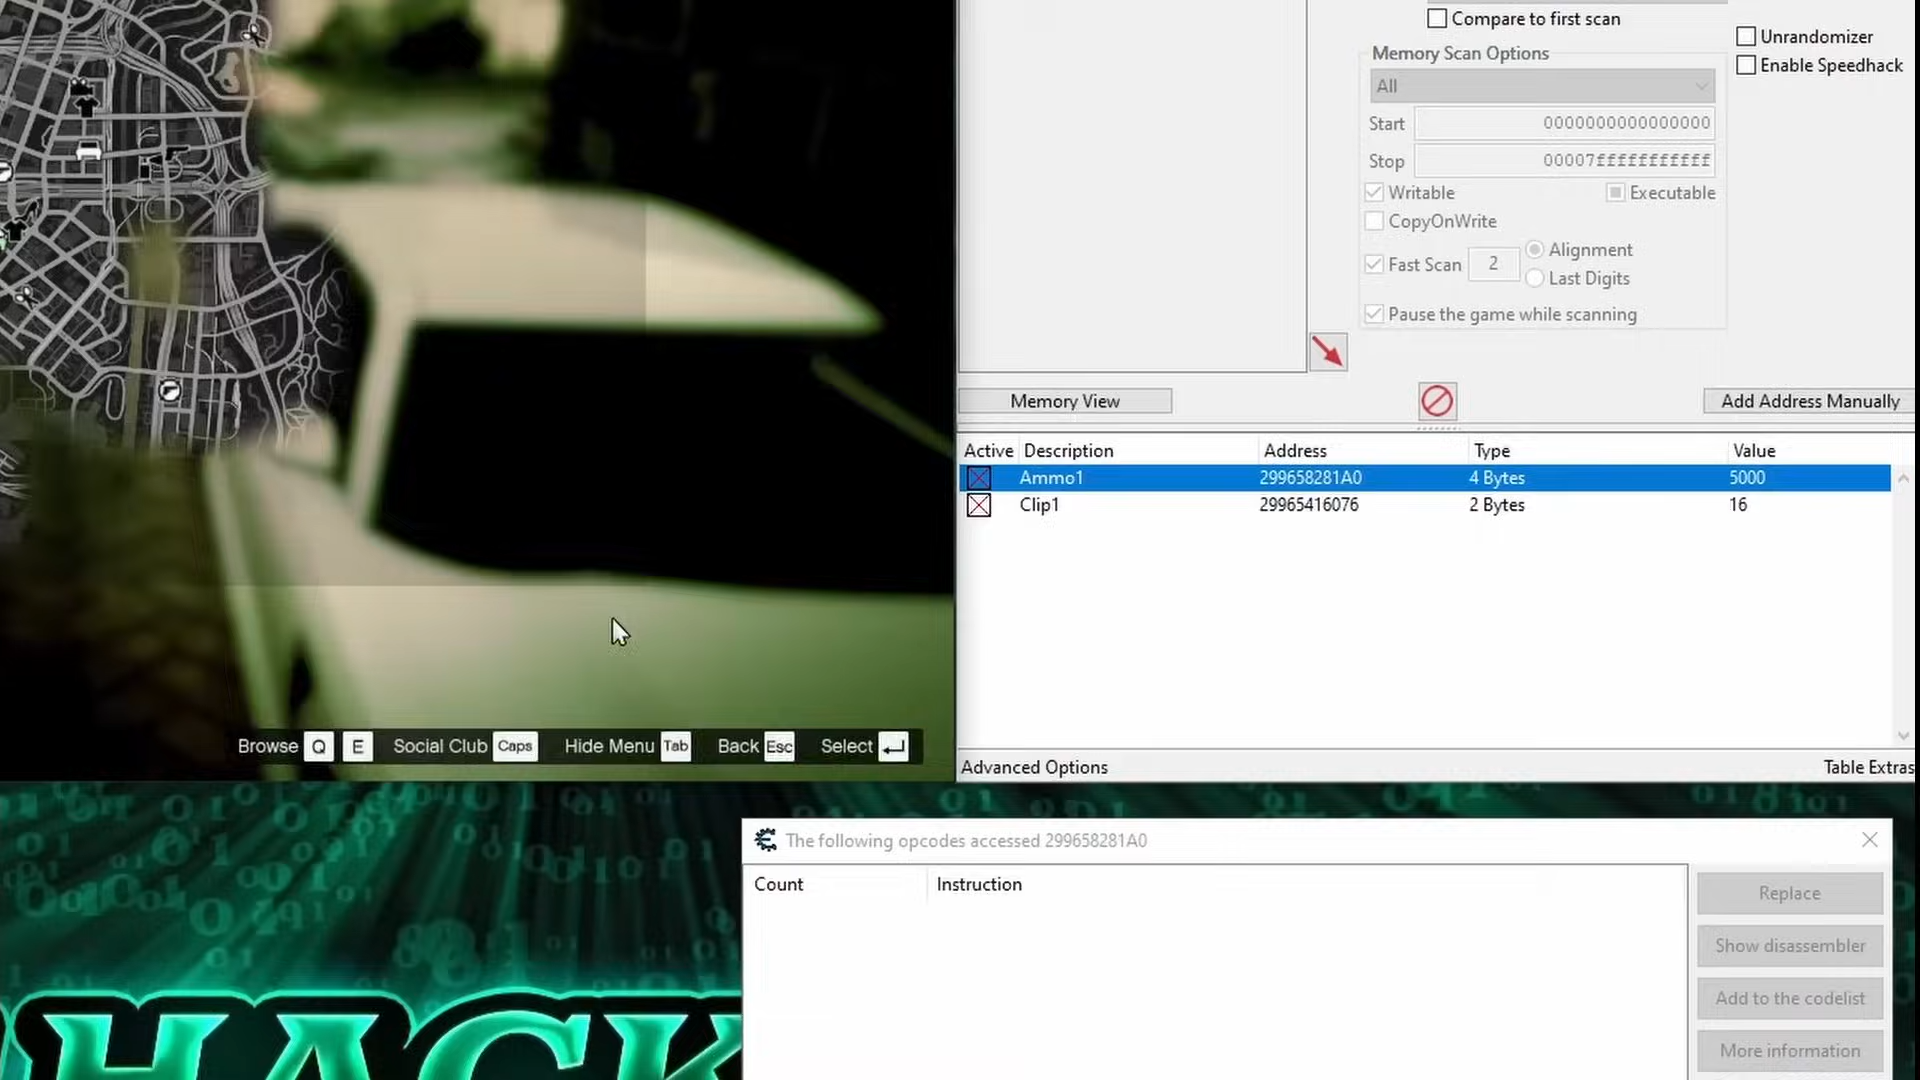 Compare to first scan
Unrandomizer
Memory Scan Options
Enable Speedhack
All
Start 0000000000000000
Stop 00007fffffffffff
Writable Executable
CopyOnWrite
Alignment
Fast Scan 2
Last Digits
Pause the game while scanning
Memory View
Add Address Manually
Active Description Address Type Value
Ammo1 299658281A0 4 Bytes 5000
Clip1 29965416076 2 Bytes 16
Browse Q E Social Club Caps Hide Menu Tab Back Esc Select
Advanced Options
Table Extras
The following opcodes accessed 299658281A0
Count Instruction
Replace
Show disassembler
Add to the codelist
More information
HACK